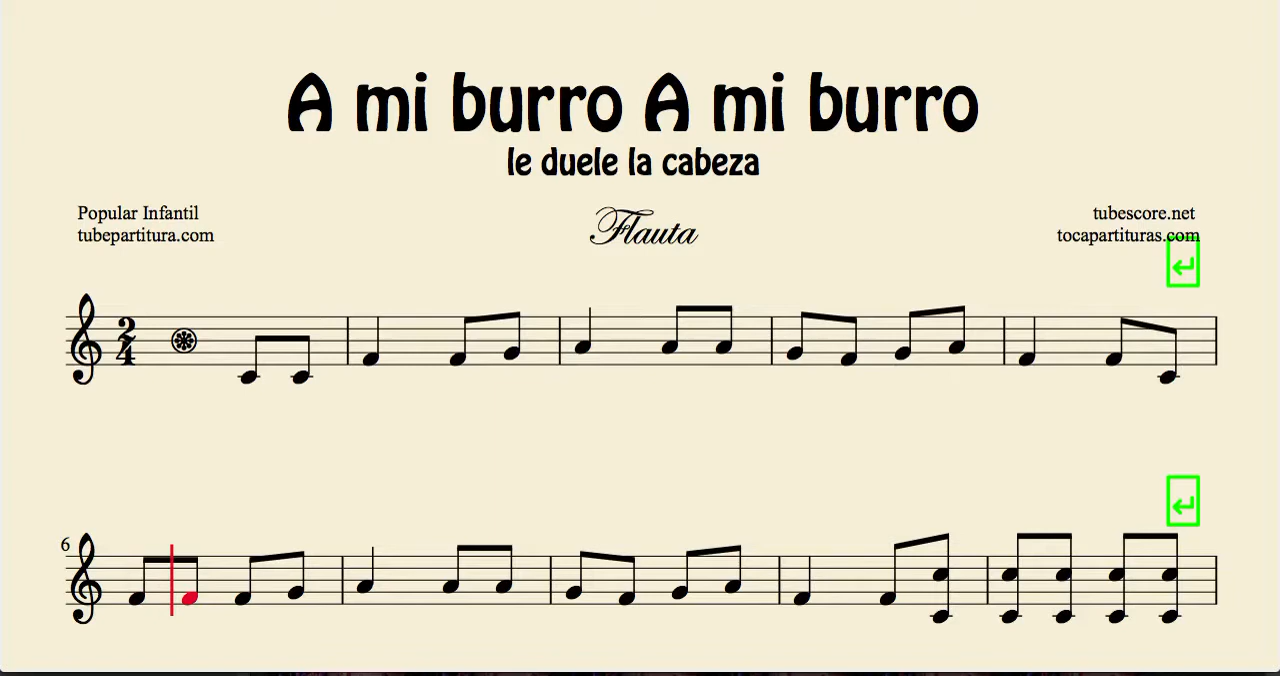 A mi burro A mi burro
le duele la cabeza
Popular Infantil
tubepartitura.com
Flauta
tubescore.net
tocapartituras.com
2
4
6